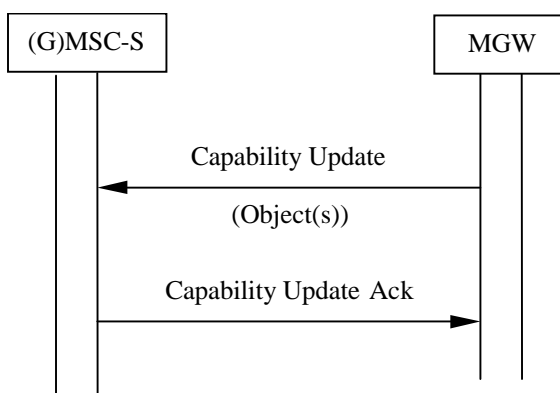 (G)MSC-S
MGW
Capability Update
(Object(s))
Capability Update Ack